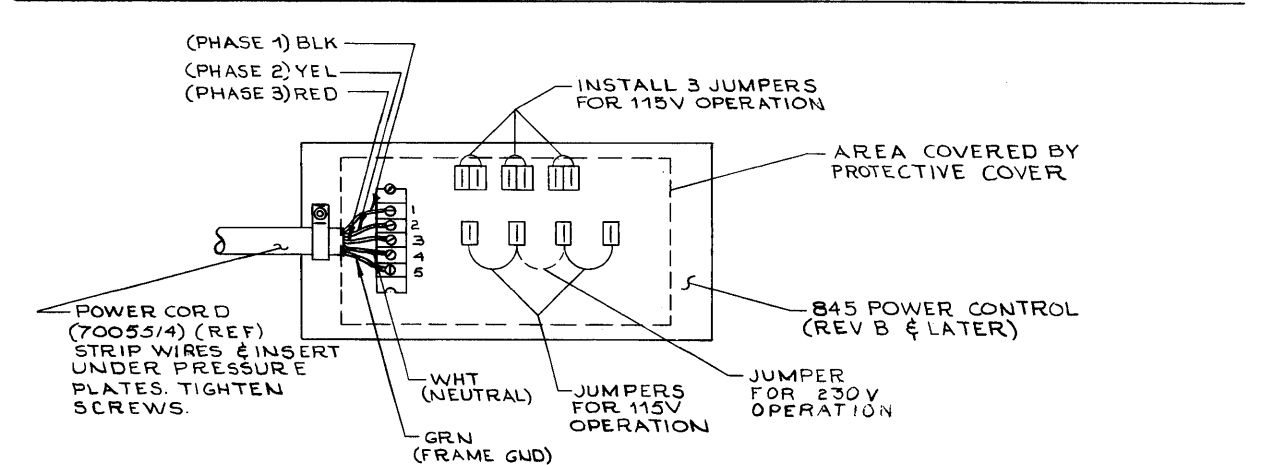 (PHASE 1) BLK
(PHASE 2) YEL
(PHASE 3) RED
INSTALL 3 JUMPERS
FOR 115V OPERATION
AREA COVERED BY
PROTECTIVE COVER
1
2
3
4
5
POWER CORD
(7005514) (REF)
STRIP WIRES & INSERT
UNDER PRESSURE
PLATES. TIGHTEN
SCREWS.
845 POWER CONTROL
(REV B & LATER)
WHT
(NEUTRAL)
JUMPERS
FOR 115V
OPERATION
JUMPER
FOR 230V
OPERATION
GRN
(FRAME GND)